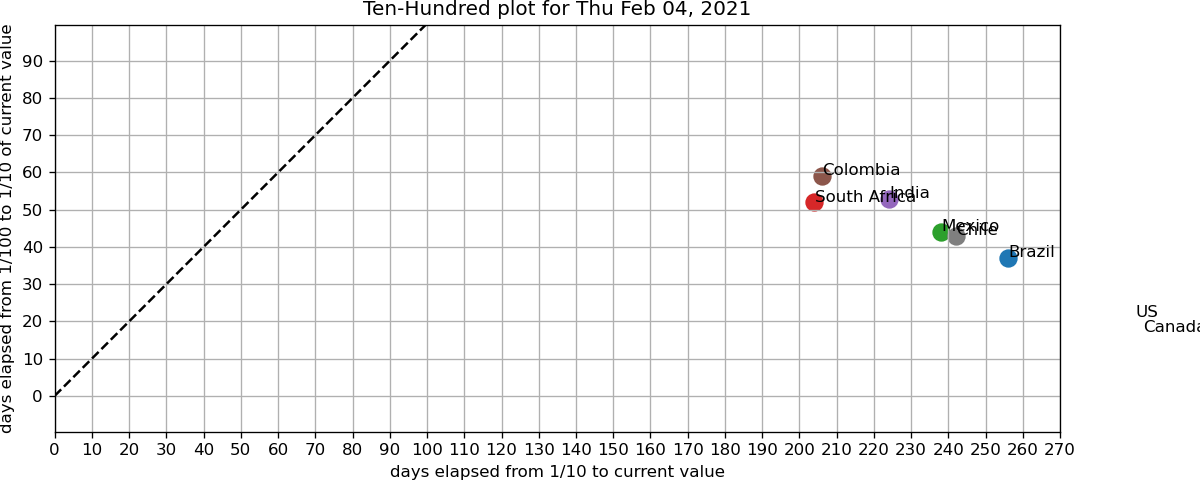 Ten-Hundred plot for Thu Feb 04, 2021
days elapsed from 1/100 to 1/10 of current value
90
80
70
60
50
40
30
20
10
0
Colombia
South Africa
India
Mexico
Chile
Brazil
US
Canada
0 10 20 30 40 50 60 70 80 90 100 110 120 130 140 150 160 170 180 190 200 210 220 230 240 250 260 270
days elapsed from 1/10 to current value